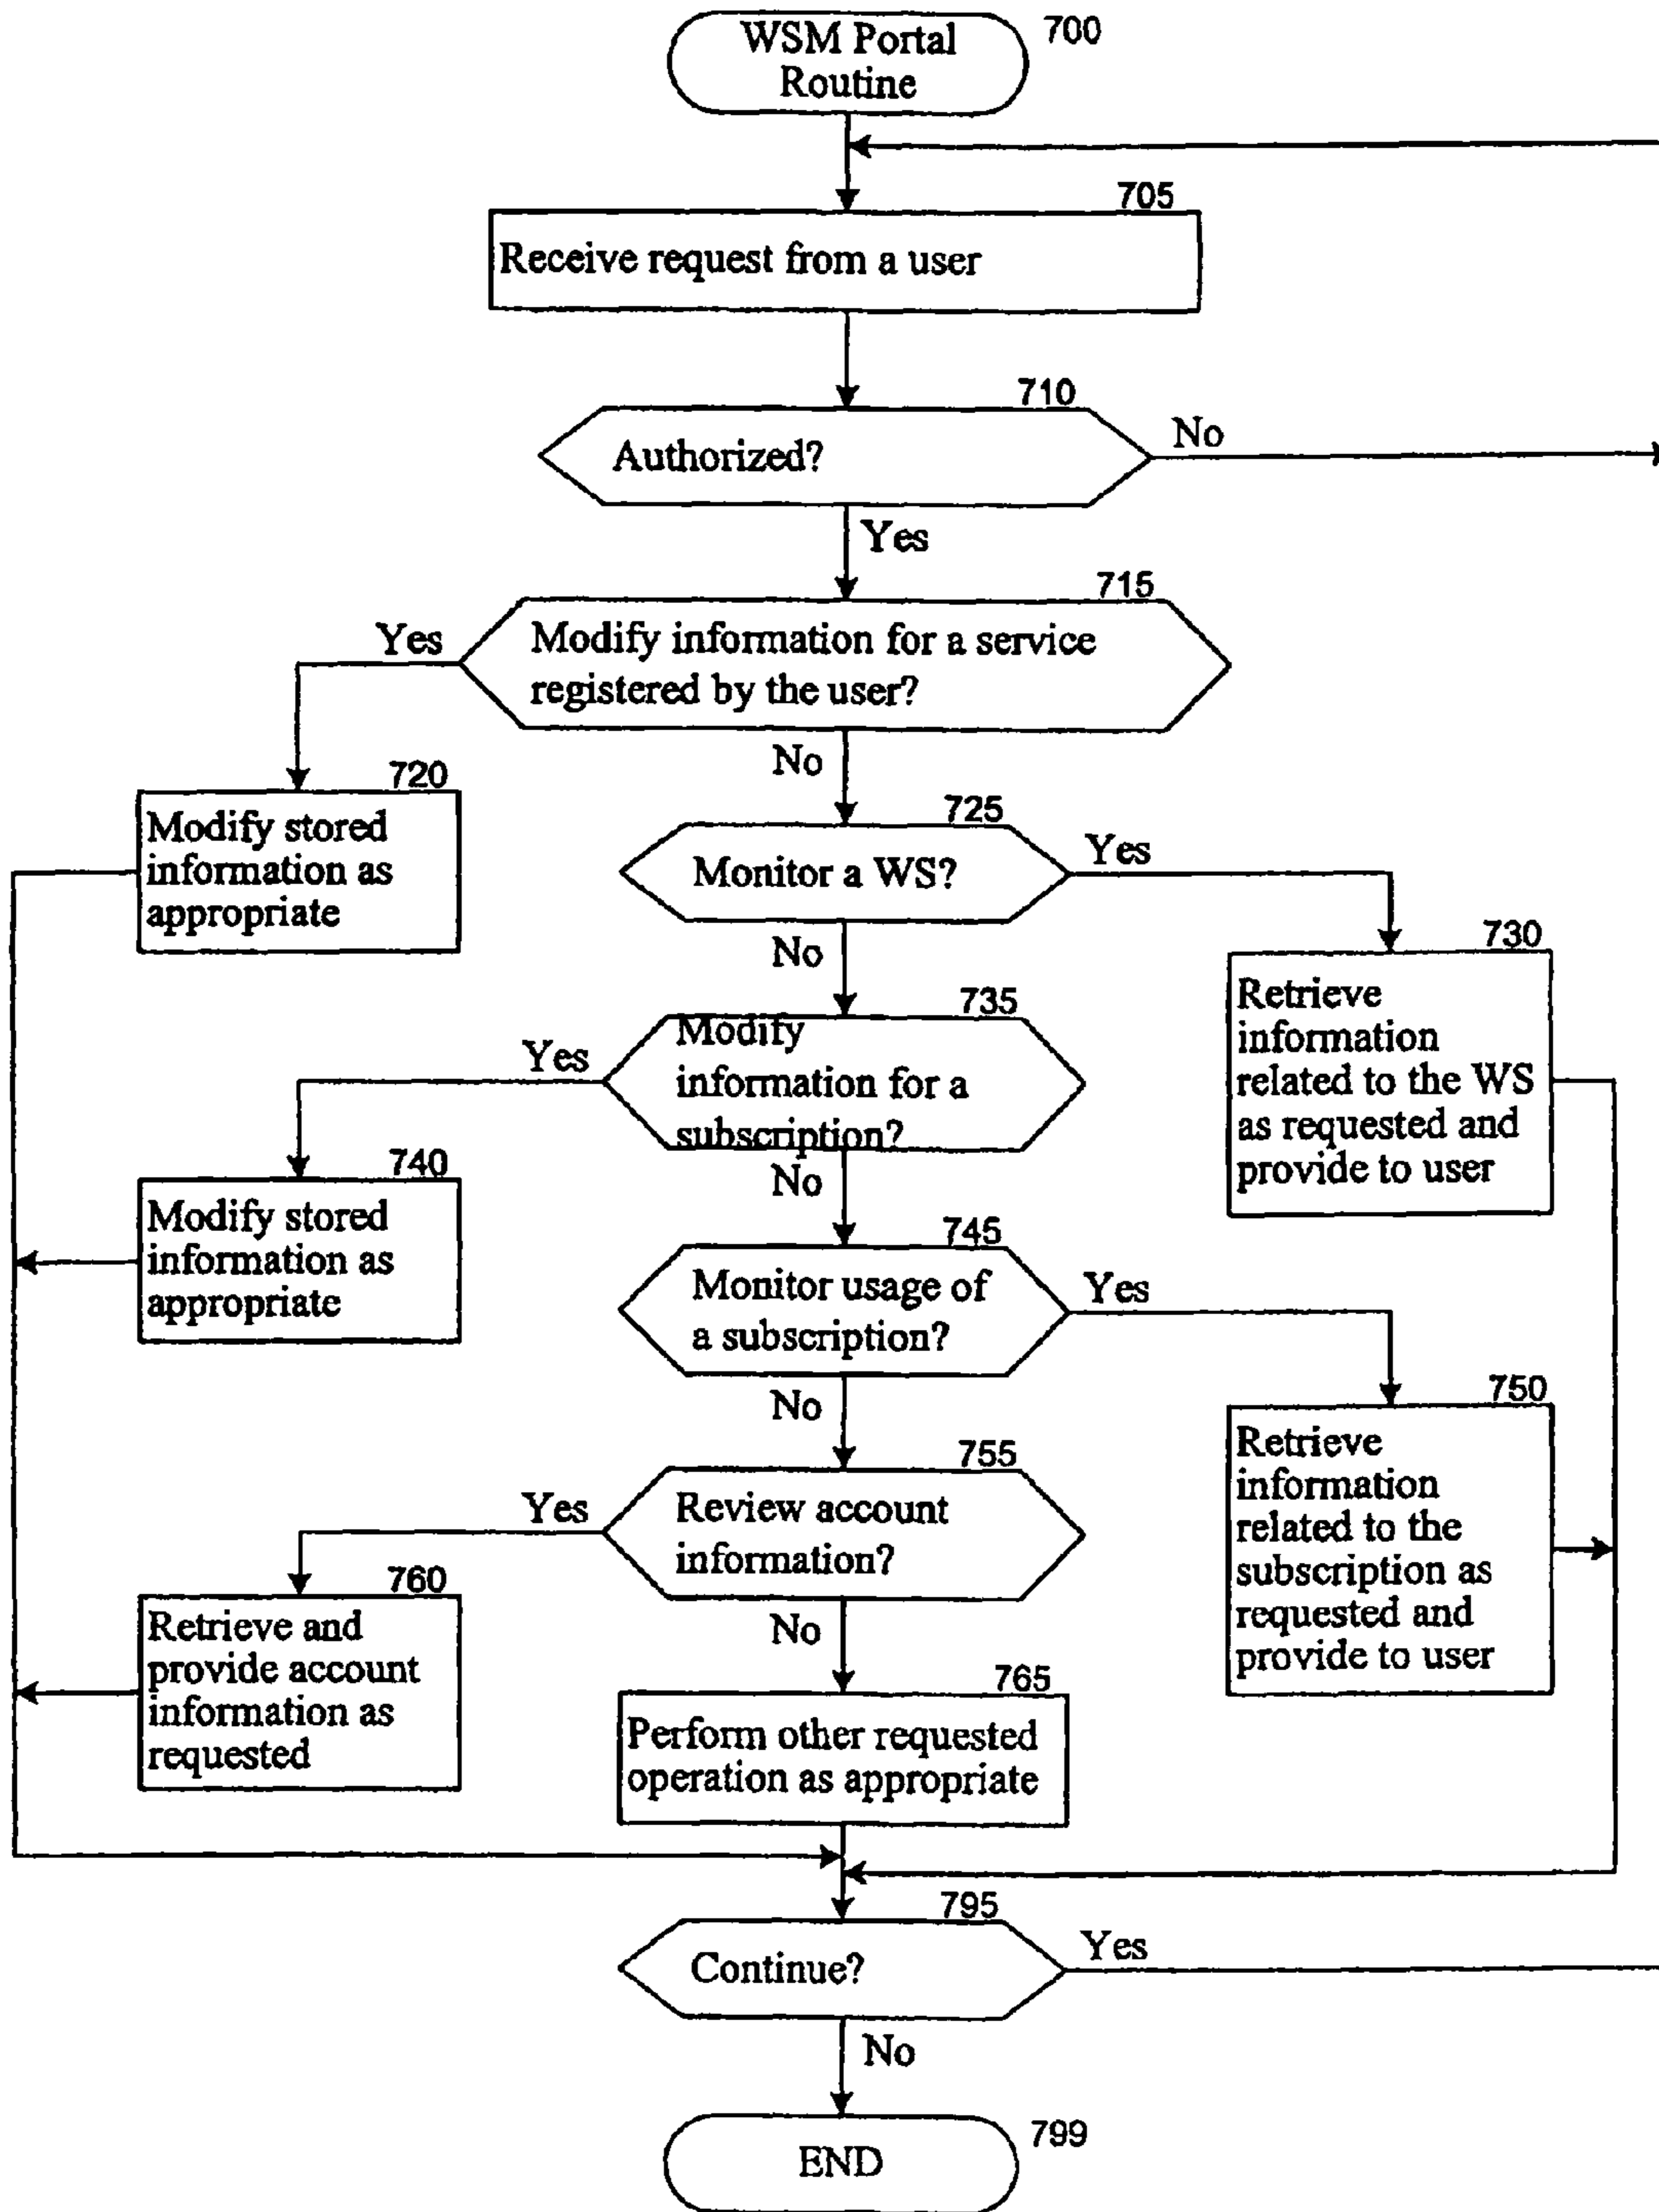 WSM Portal
Routine
700
705
Receive request from a user
710
Authorized?
No
Yes
715
Modify information for a service
registered by the user?
Yes
No
720
Modify stored
information as
appropriate
725
Monitor a WS?
Yes
No
730
Retrieve
information
related to the WS
as requested and
provide to user
735
Modify
information for a
subscription?
Yes
No
740
Modify stored
information as
appropriate
745
Monitor usage of
a subscription?
Yes
No
750
Retrieve
information
related to the
subscription as
requested and
provide to user
755
Review account
information?
Yes
No
760
Retrieve and
provide account
information as
requested
765
Perform other requested
operation as appropriate
795
Continue?
Yes
No
END
799